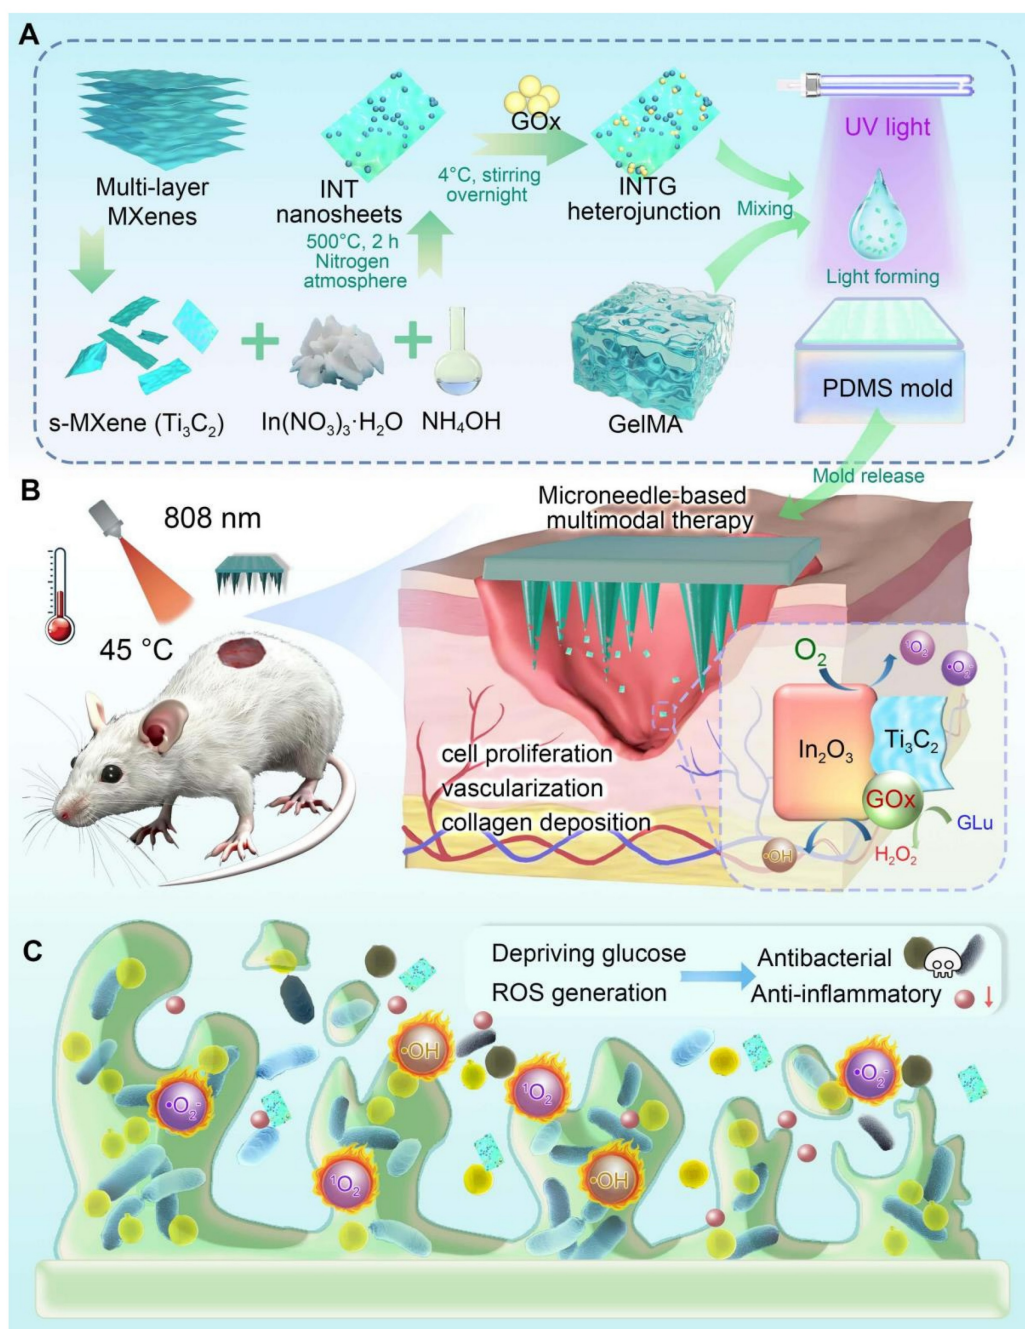 A
Multi-layer
MXenes
INT
nanosheets
500°C, 2 h
Nitrogen
atmosphere
GOx
4°C, stirring
overnight
INTG
heterojunction
Mixing
UV light
Light forming
PDMS mold
s-MXene (Ti₃C₂)
+
In(NO₃)₃·H₂O
+
NH₄OH
GelMA
Mold release
B
808 nm
45 °C
Microneedle-based
multimodal therapy
cell proliferation
vascularization
collagen deposition
O₂
¹O₂
•O₂⁻
In₂O₃
Ti₃C₂
GOx
GLu
H₂O₂
•OH
C
Depriving glucose
ROS generation
Antibacterial
Anti-inflammatory
•OH
•O₂⁻
¹O₂
•O₂⁻
¹O₂
•OH